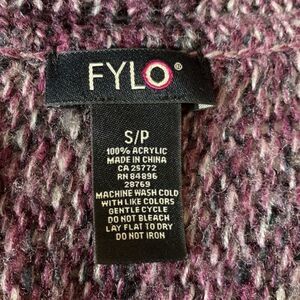 FYLO®
S/P
100% ACRYLIC
MADE IN CHINA
CA 25772
RN 84896
28769
MACHINE WASH COLD
WITH LIKE COLORS
GENTLE CYCLE
DO NOT BLEACH
LAY FLAT TO DRY
DO NOT IRON